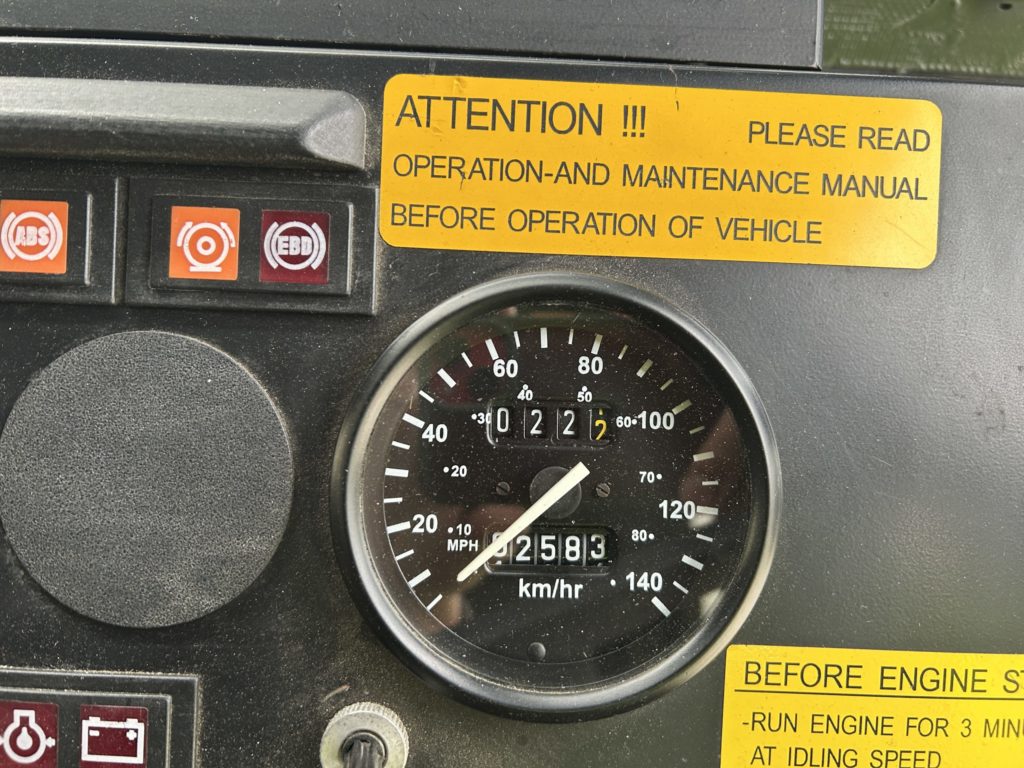 ATTENTION !!! PLEASE READ
OPERATION-AND MAINTENANCE MANUAL
BEFORE OPERATION OF VEHICLE
ABS
EBD
60 80
40 50
30 022 2 60 100
40
20 70
120
20 10 80
MPH 2583
km/hr 140
BEFORE ENGINE S
-RUN ENGINE FOR 3 MINU
AT IDLING SPEED